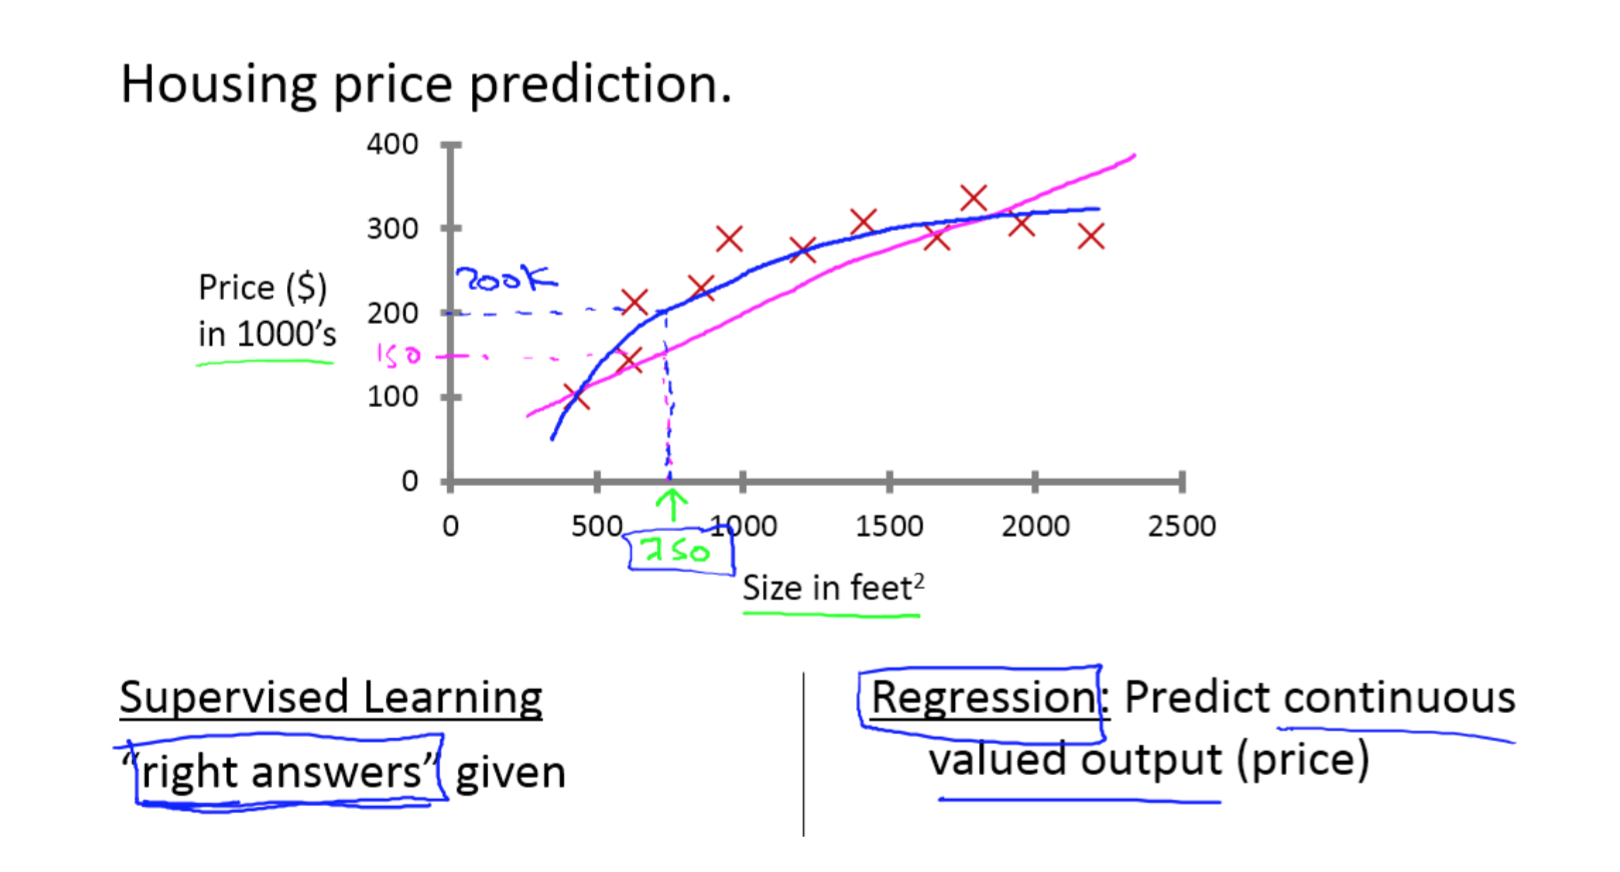 Housing price prediction.
400
300
200K
200
Price ($)
in 1000's
150
100
0
0 500 1000 1500 2000 2500
750
Size in feet²
Supervised Learning
“right answers” given
Regression: Predict continuous
valued output (price)